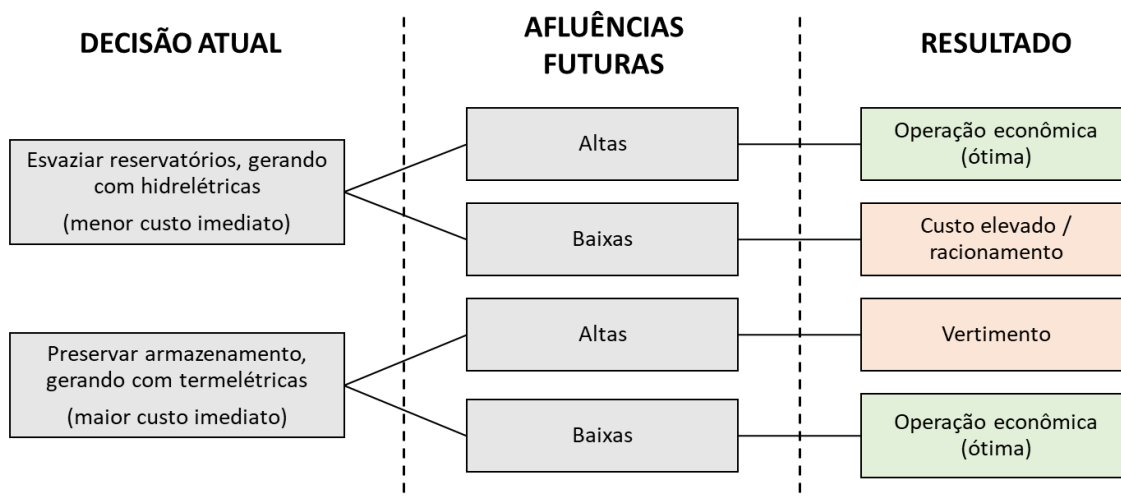 DECISÃO ATUAL
AFLUÊNCIAS
FUTURAS
RESULTADO
Esvaziar reservatórios, gerando
com hidrelétricas
(menor custo imediato)
Altas
Operação econômica
(ótima)
Baixas
Custo elevado /
racionamento
Preservar armazenamento,
gerando com termelétricas
(maior custo imediato)
Altas
Vertimento
Baixas
Operação econômica
(ótima)